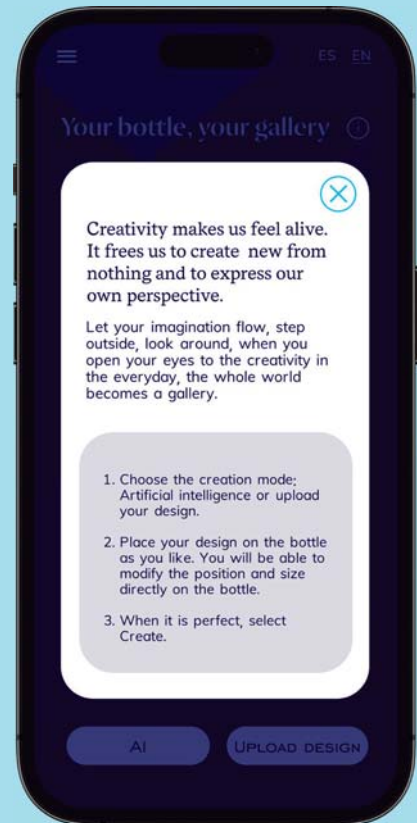 ES EN
Your bottle, your gallery
Creativity makes us feel alive.
It frees us to create new from
nothing and to express our
own perspective.
Let your imagination flow, step
outside, look around, when you
open your eyes to the creativity in
the everyday, the whole world
becomes a gallery.
1. Choose the creation mode:
Artificial intelligence or upload
your design.
2. Place your design on the bottle
as you like. You will be able to
modify the position and size
directly on the bottle.
3. When it is perfect, select
Create.
AI UPLOAD DESIGN